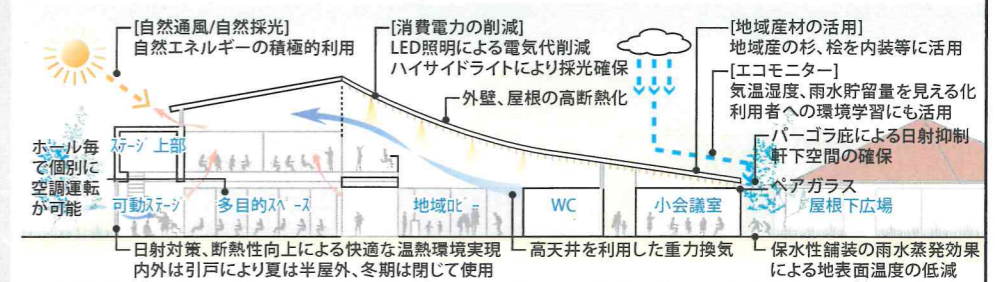 [自然通風/自然採光]
自然エネルギーの積極的利用
[消費電力の削減]
LED照明による電気代削減
ハイサイドライトにより採光確保
[地域産材の活用]
地域産の杉、桧を内装等に活用
[エコモニター]
気温湿度、雨水貯留量を見える化
利用者への環境学習にも活用
外壁、屋根の高断熱化
パーゴラ庇による日射抑制
軒下空間の確保
ペアガラス
ホール毎
で個別に
空調運転
が可能
ステージ上部
可動ステージ
多目的スペース
地域ロビー
WC
小会議室
屋根下広場
日射対策、断熱性向上による快適な温熱環境実現
内外は引戸により夏は半屋外、冬期は閉じて使用
高天井を利用した重力換気
保水性舗装の雨水蒸発効果
による地表面温度の低減